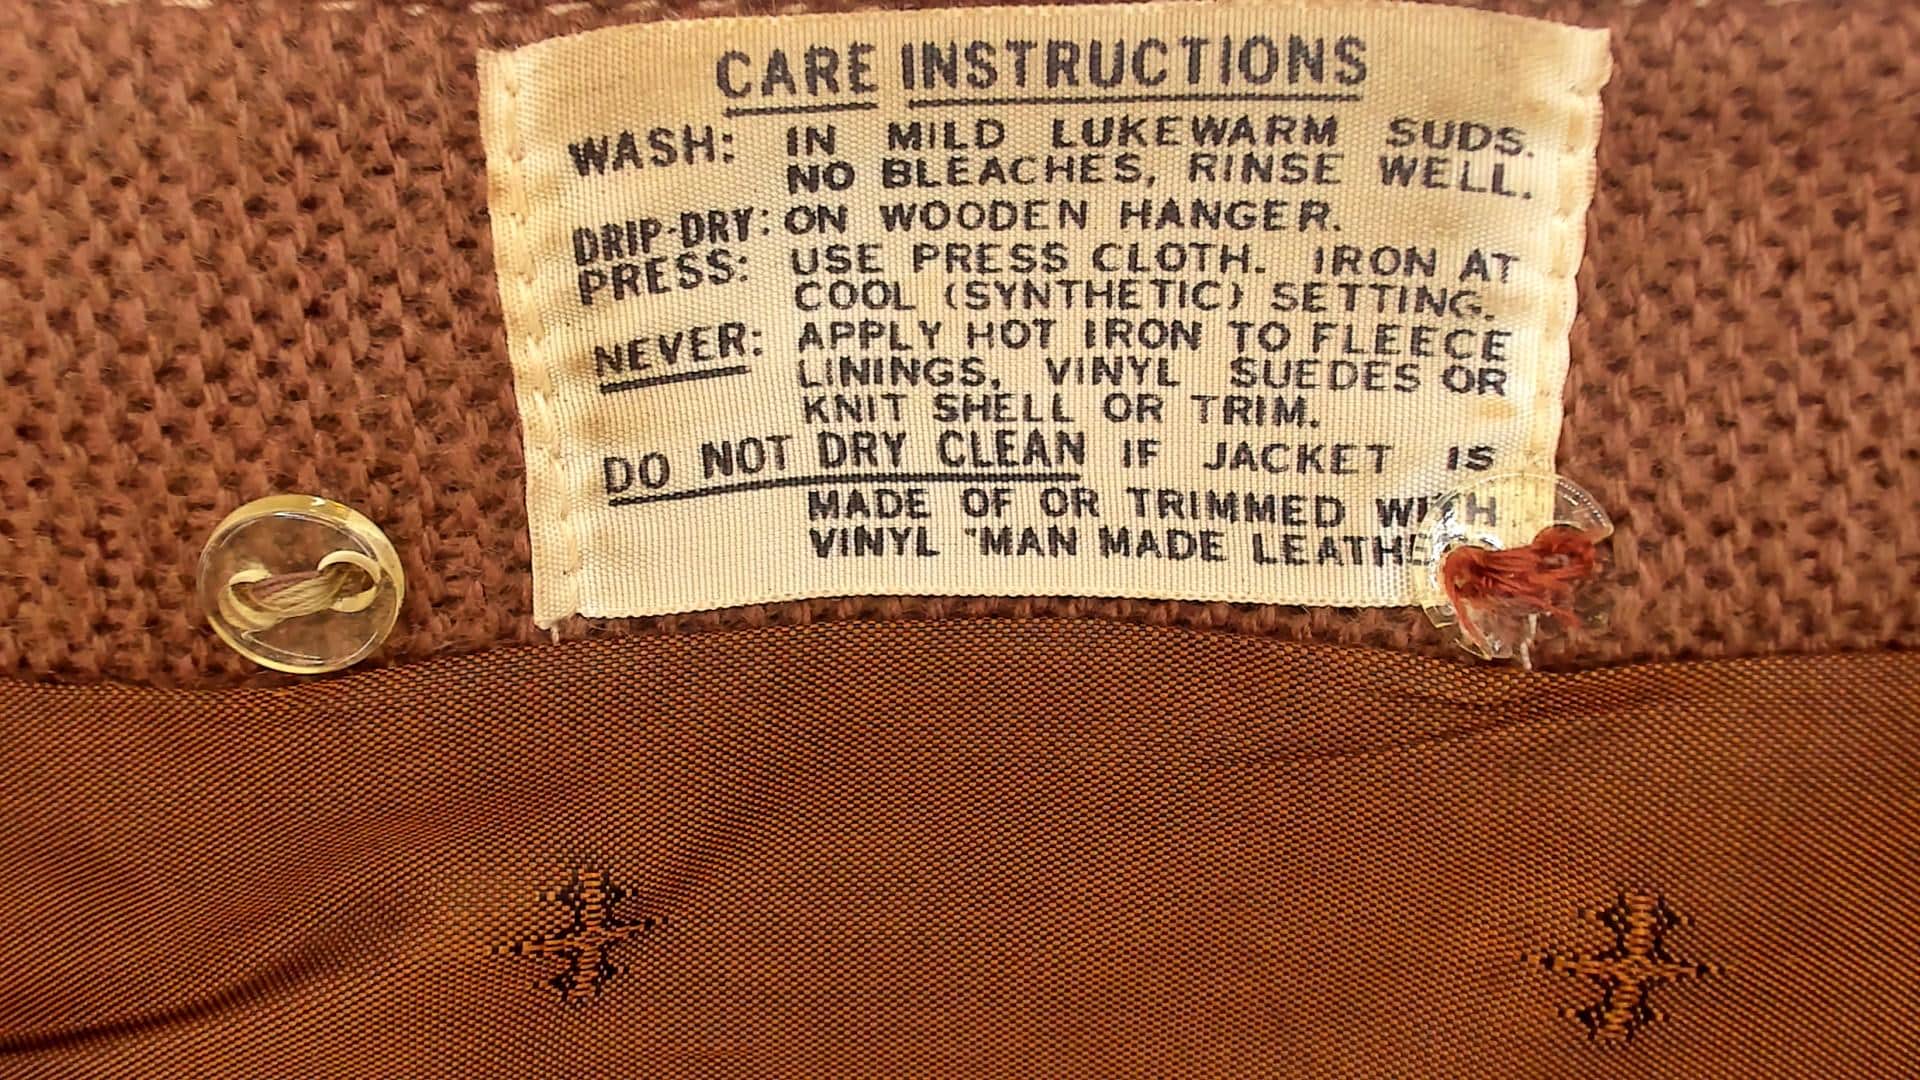 CARE INSTRUCTIONS
WASH: IN MILD LUKEWARM SUDS.
NO BLEACHES, RINSE WELL.
DRIP-DRY: ON WOODEN HANGER.
PRESS: USE PRESS CLOTH. IRON AT
COOL (SYNTHETIC) SETTING.
NEVER: APPLY HOT IRON TO FLEECE
LININGS, VINYL SUEDES OR
KNIT SHELL OR TRIM.
DO NOT DRY CLEAN IF JACKET IS
MADE OF OR TRIMMED WITH
VINYL "MAN MADE LEATHE